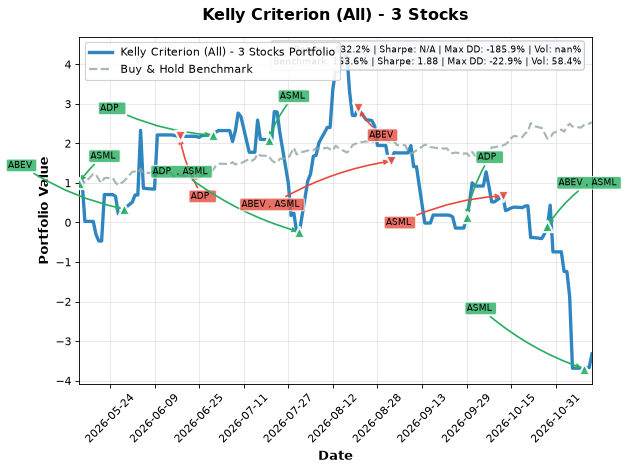 Kelly Criterion (All) - 3 Stocks
Kelly Criterion (All) - 3 Stocks Portfolio
Buy & Hold Benchmark
32.2% | Sharpe: N/A | Max DD: -185.9% | Vol: nan%
Benchmark: 153.6% | Sharpe: 1.88 | Max DD: -22.9% | Vol: 58.4%
Portfolio Value
4
3
2
1
0
−1
−2
−3
−4
ASML
ADP
ABEV
ASML
ADP
ABEV , ASML
ADP , ASML
ASML
ABEV , ASML
ASML
ABEV
ADP
ASML
2026-05-24
2026-06-09
2026-06-25
2026-07-11
2026-07-27
2026-08-12
2026-08-28
2026-09-13
2026-09-29
2026-10-15
2026-10-31
Date